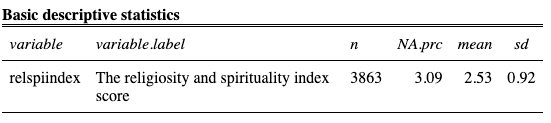 Basic descriptive statistics
variable variable.label n NA.prc mean sd
relspiindex The religiosity and spirituality index 3863 3.09 2.53 0.92
score